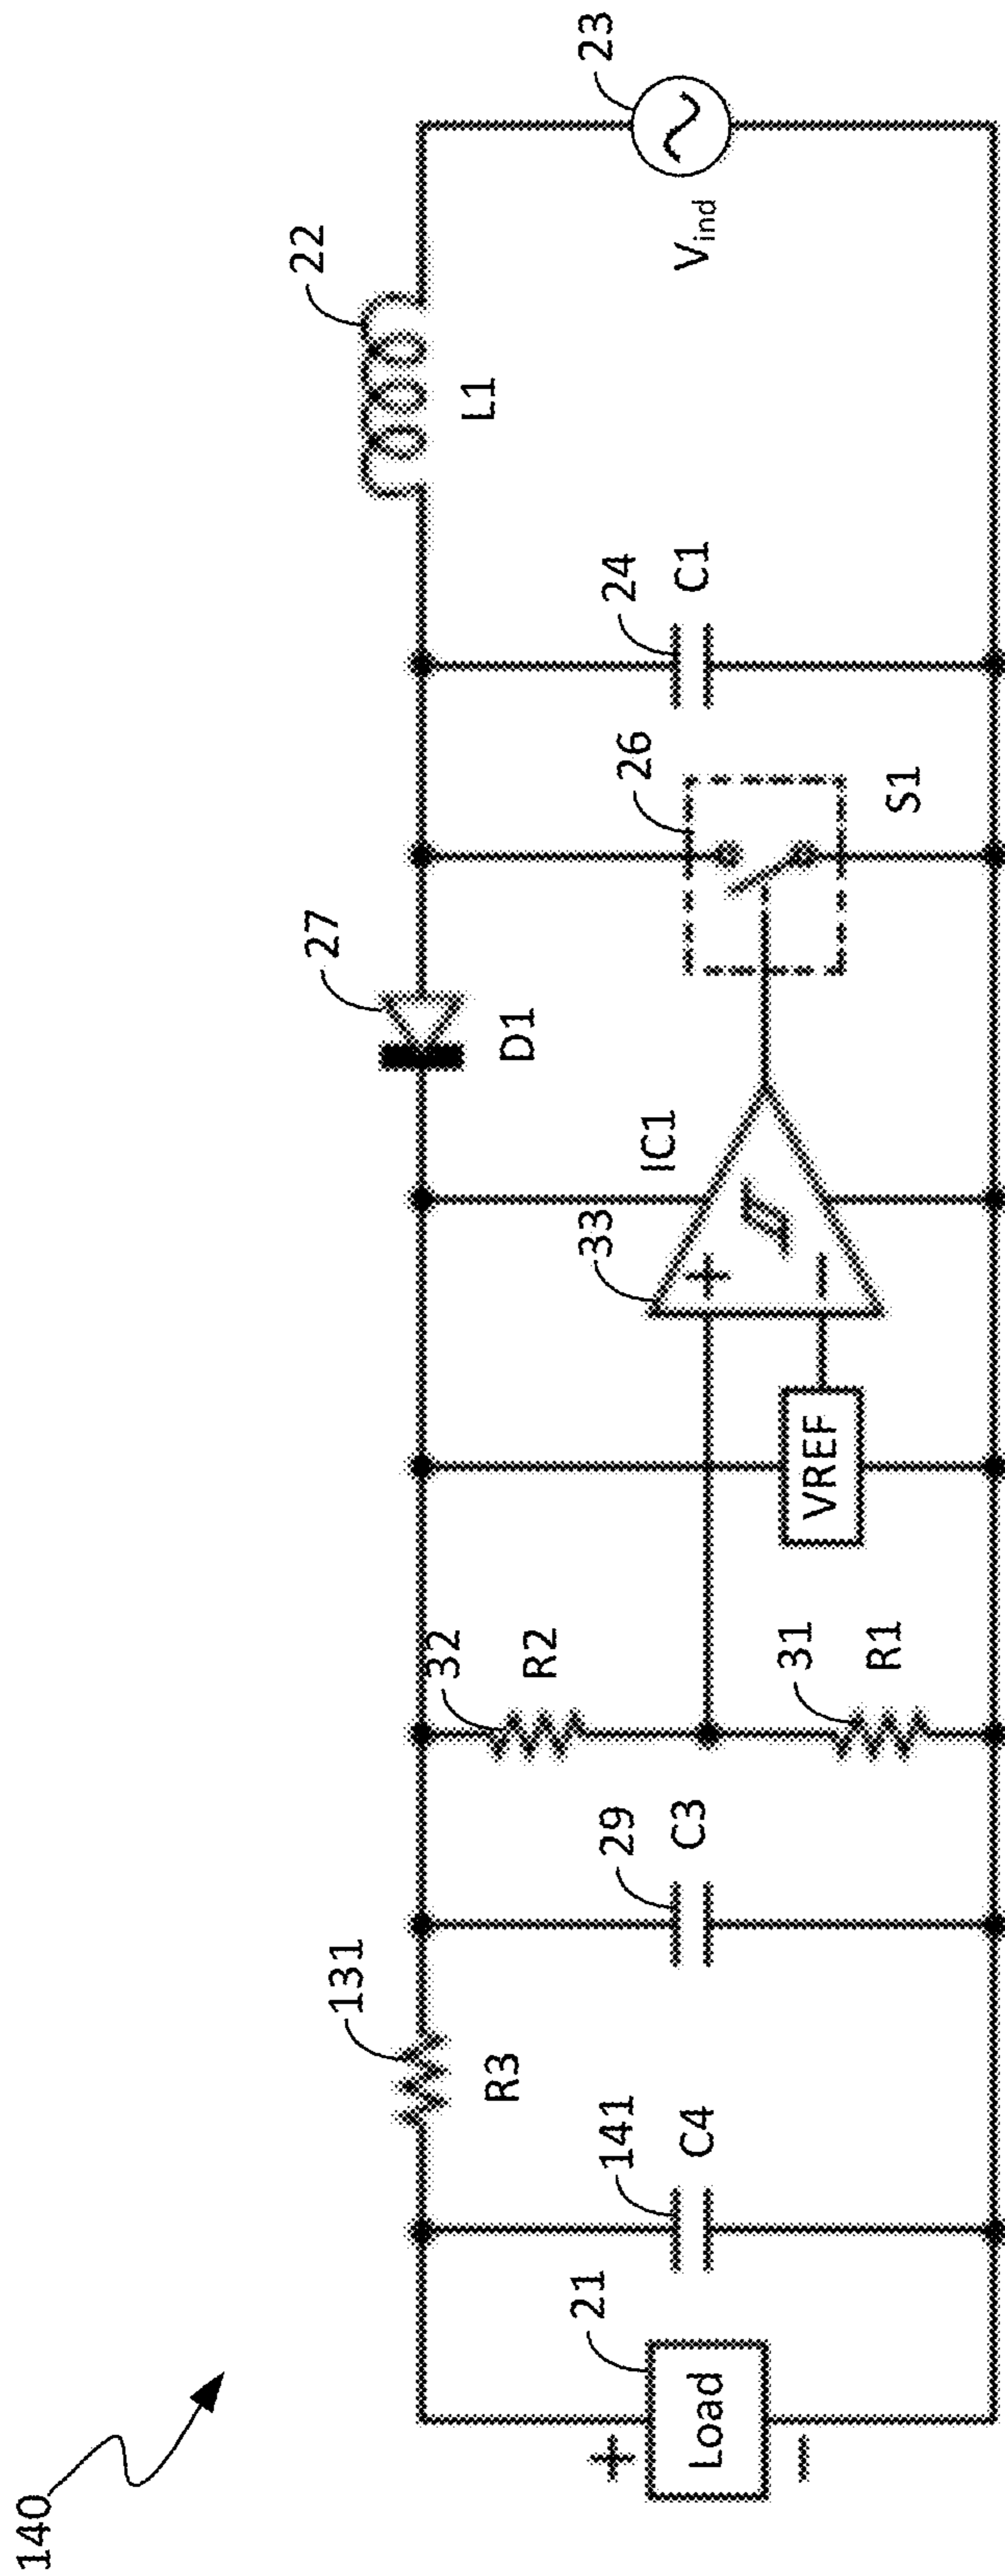 140
21
Load
+
−
141
C4
131
R3
29
C3
32
R2
31
R1
VREF
33
IC1
+
−
27
D1
26
S1
24
C1
22
L1
23
Vind